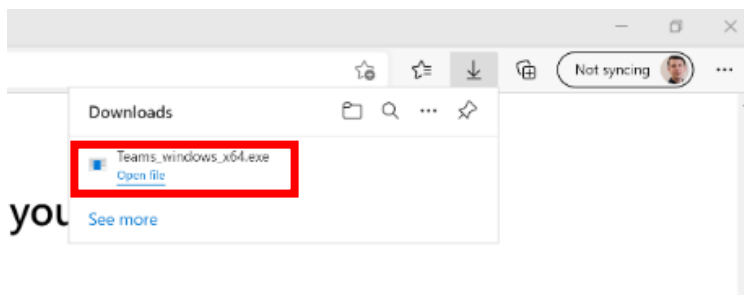 Not syncing
Downloads
Teams_windows_x64.exe
Open file
you
See more